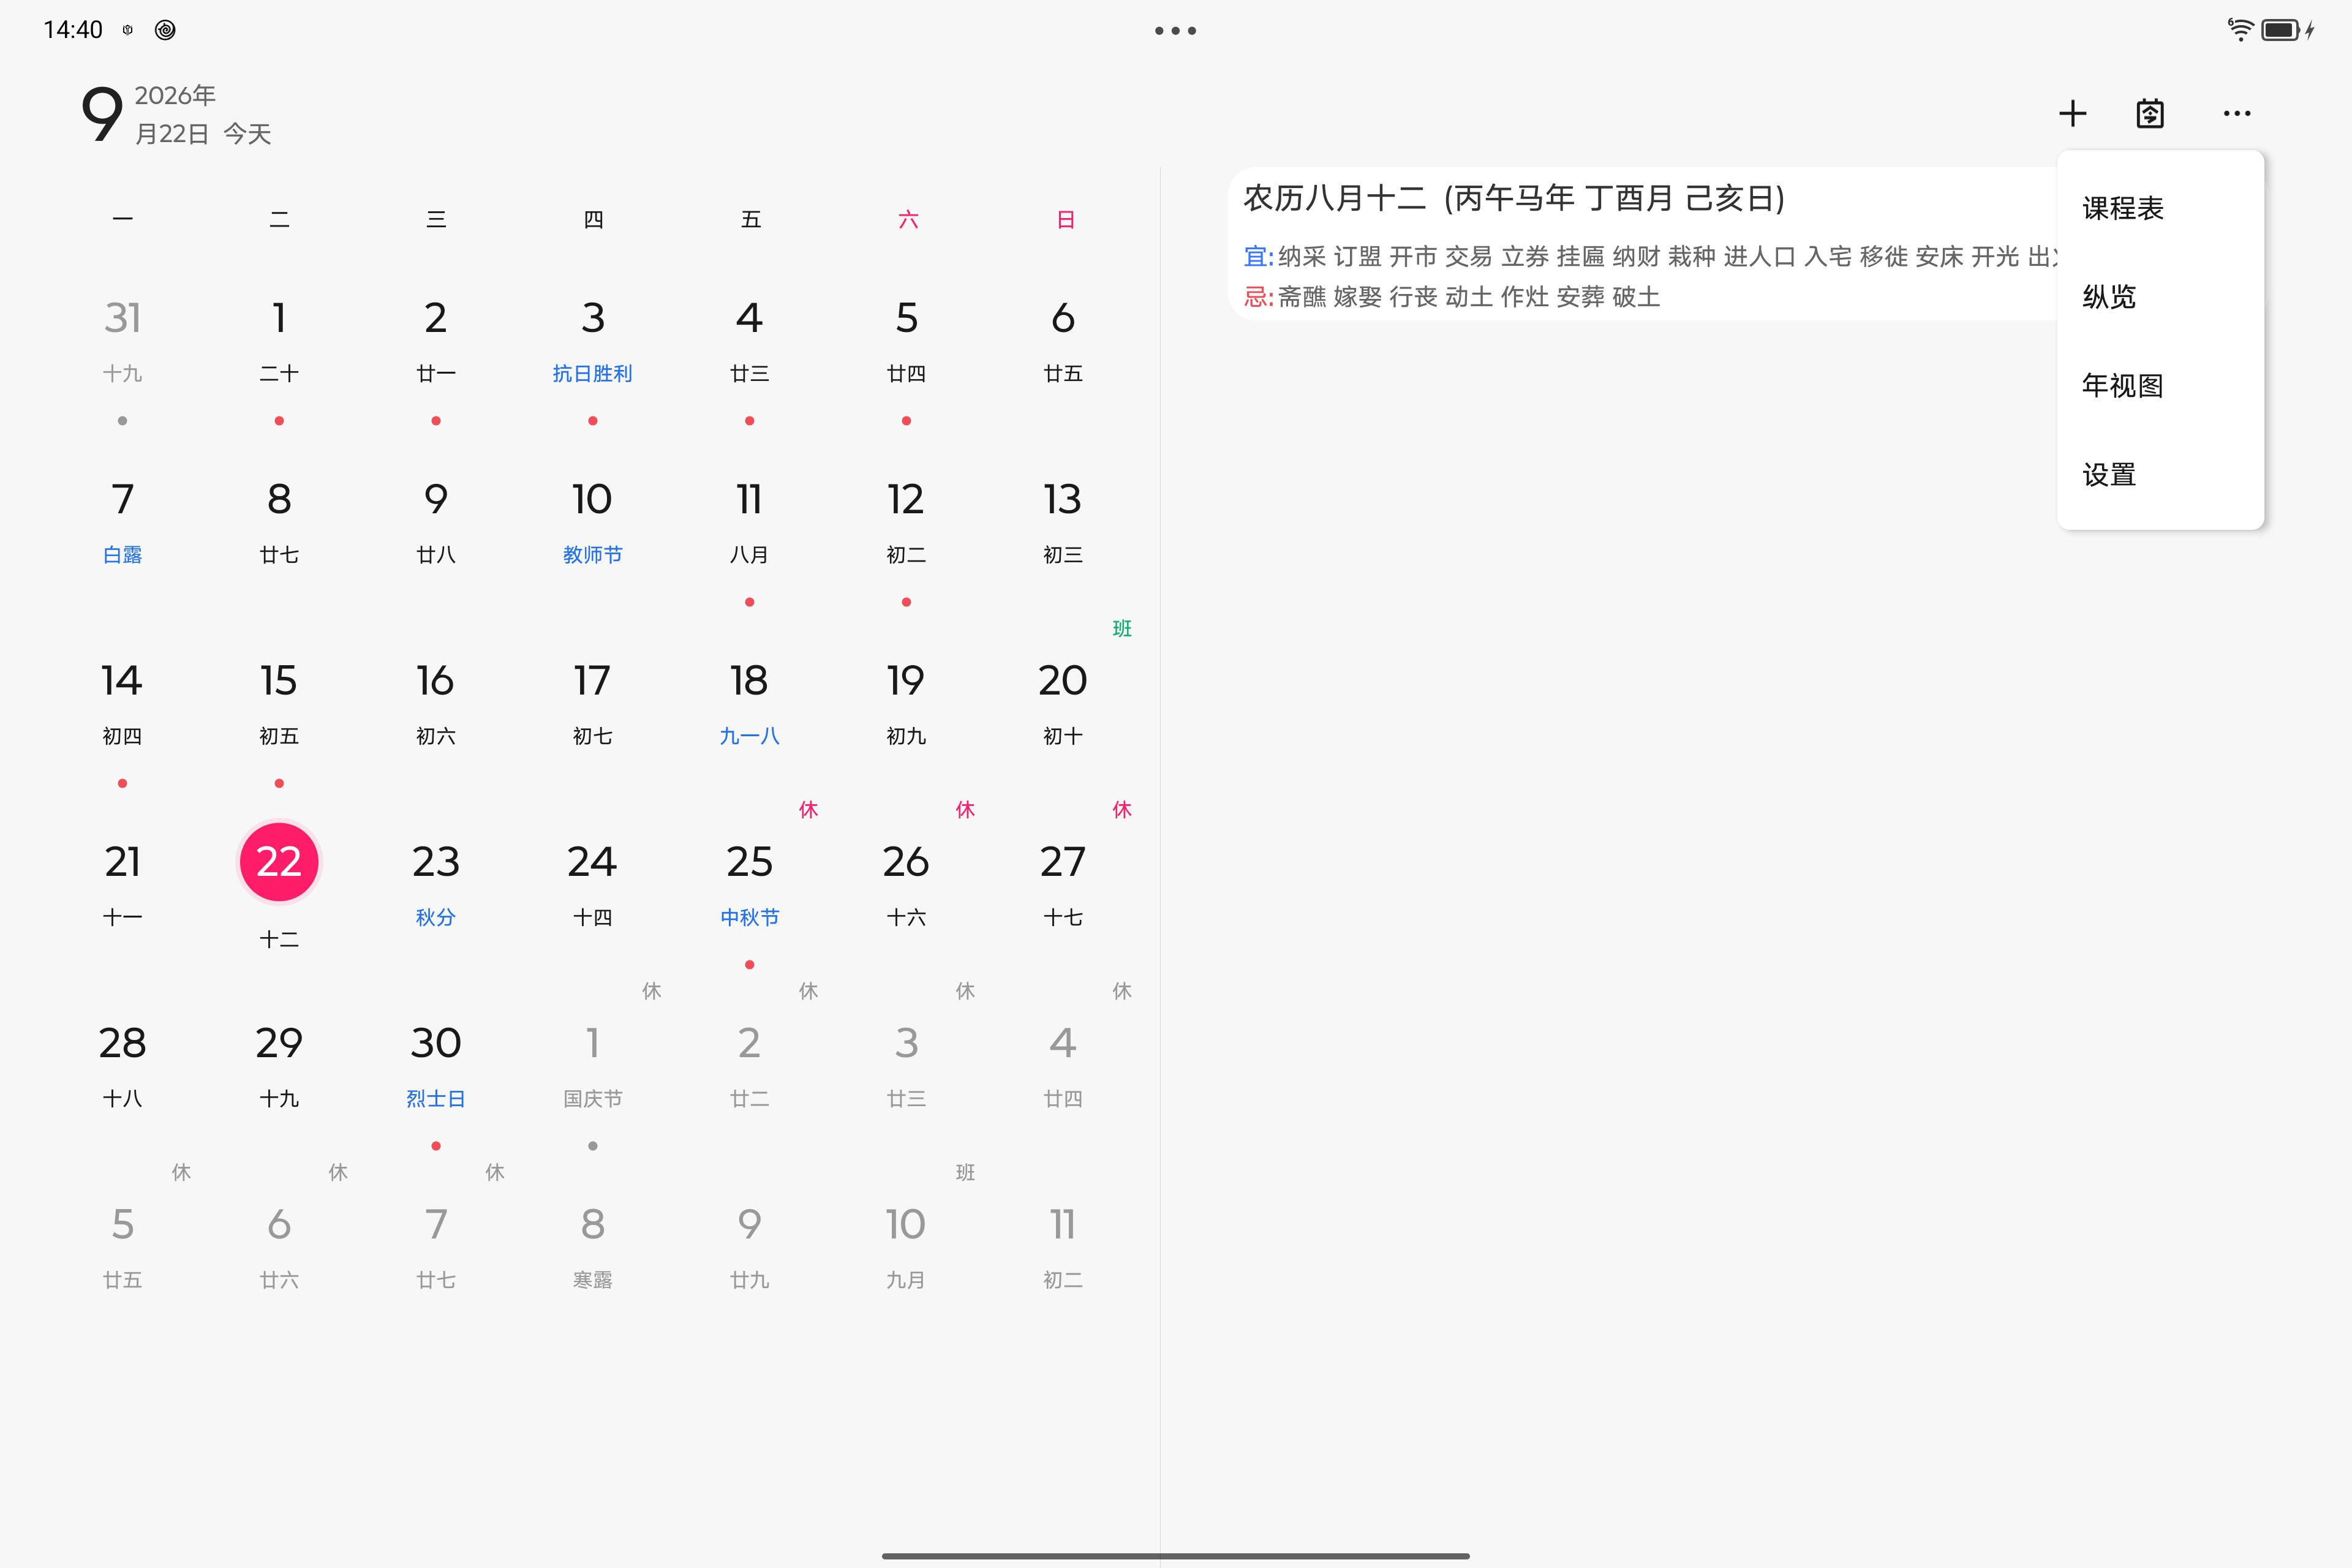 14:40
6
9
2026年
月22日 今天
一 二 三 四 五 六 日
31 1 2 3 4 5 6
十九 二十 廿一 抗日胜利 廿三 廿四 廿五
7 8 9 10 11 12 13
白露 廿七 廿八 教师节 八月 初二 初三
班
14 15 16 17 18 19 20
初四 初五 初六 初七 九一八 初九 初十
休 休 休
21 22 23 24 25 26 27
十一 十二 秋分 十四 中秋节 十六 十七
休 休 休 休
28 29 30 1 2 3 4
十八 十九 烈士日 国庆节 廿二 廿三 廿四
休 休 休 班
5 6 7 8 9 10 11
廿五 廿六 廿七 寒露 廿九 九月 初二
今
农历八月十二 (丙午马年 丁酉月 己亥日)
宜:纳采 订盟 开市 交易 立券 挂匾 纳财 栽种 进人口 入宅 移徙 安床 开光 出
忌:斋醮 嫁娶 行丧 动土 作灶 安葬 破土
课程表
纵览
年视图
设置